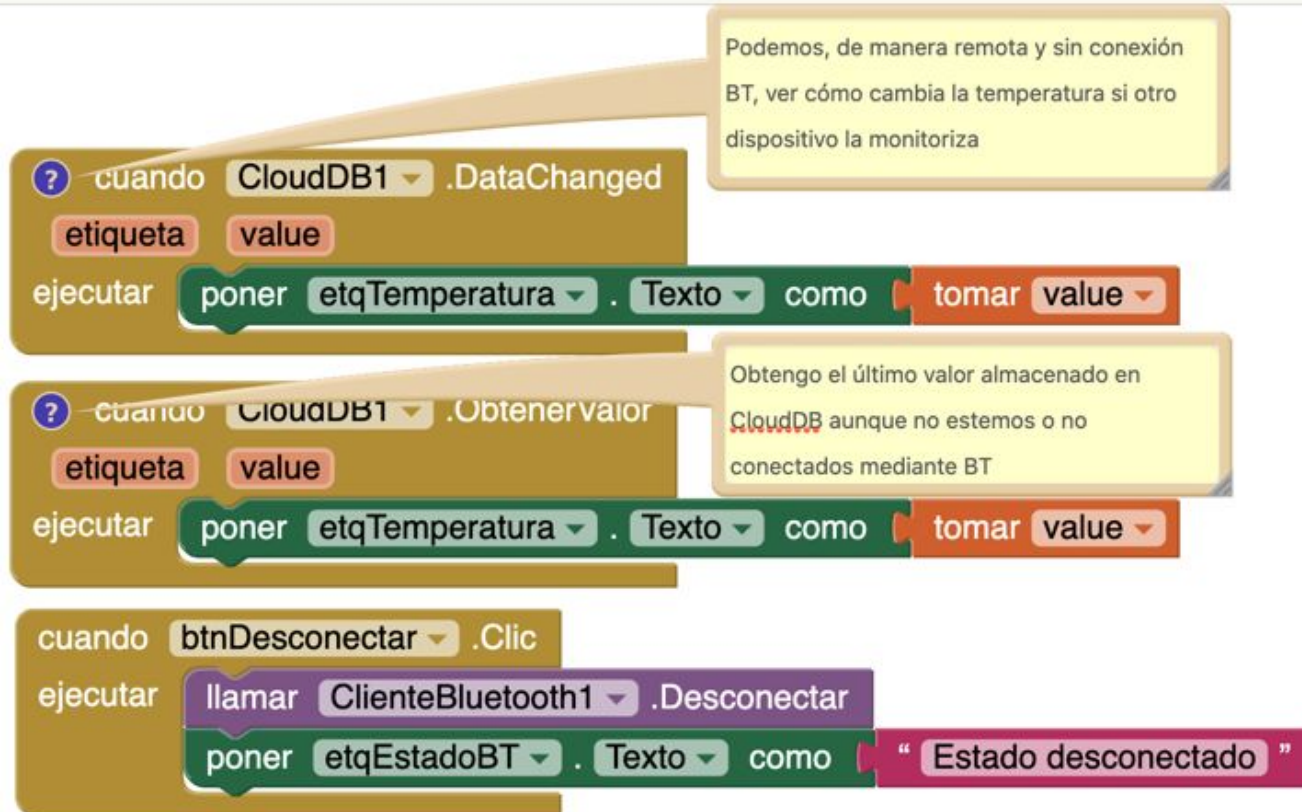 Podemos, de manera remota y sin conexión
BT, ver cómo cambia la temperatura si otro
dispositivo la monitoriza
? cuando CloudDB1 .DataChanged
etiqueta value
ejecutar poner etqTemperatura . Texto como tomar value
Obtengo el último valor almacenado en
CloudDB aunque no estemos o no
conectados mediante BT
? cuando CloudDB1 .ObtenerValor
etiqueta value
ejecutar poner etqTemperatura . Texto como tomar value
cuando btnDesconectar .Clic
ejecutar llamar ClienteBluetooth1 .Desconectar
poner etqEstadoBT . Texto como “ Estado desconectado ”